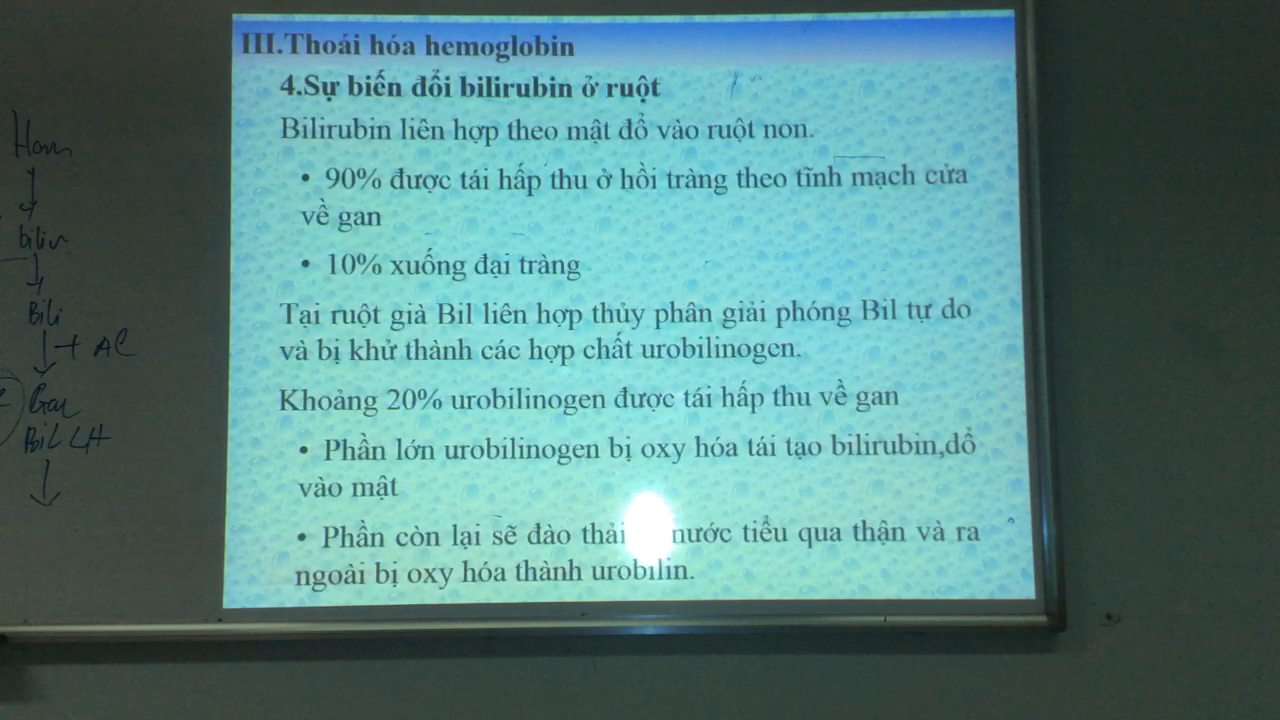 III.Thoái hóa hemoglobin
4.Sự biến đổi bilirubin ở ruột
Bilirubin liên hợp theo mật đổ vào ruột non.
• 90% được tái hấp thu ở hồi tràng theo tĩnh mạch cửa
về gan
• 10% xuống đại tràng
Tại ruột già Bil liên hợp thủy phân giải phóng Bil tự do
và bị khử thành các hợp chất urobilinogen.
Khoảng 20% urobilinogen được tái hấp thu về gan
• Phần lớn urobilinogen bị oxy hóa tái tạo bilirubin,dổ
vào mật
• Phần còn lại sẽ đào thải nước tiểu qua thận và ra
ngoài bị oxy hóa thành urobilin.
Bili
+ AC
Gan
Bil LH